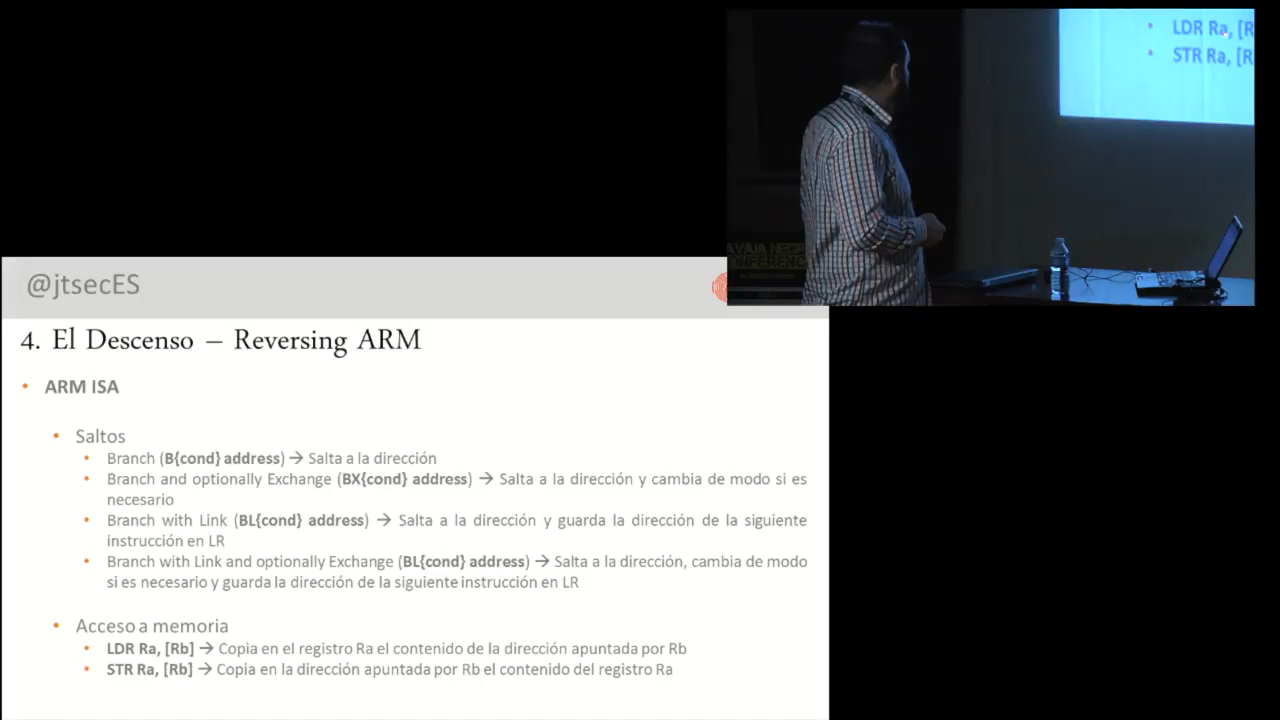 LDR Ra, [R
STR Ra, [R
AVAJA NEG
ONFERENC
@jtsecES
4. El Descenso – Reversing ARM
• ARM ISA
• Saltos
• Branch (B{cond} address) → Salta a la dirección
• Branch and optionally Exchange (BX{cond} address) → Salta a la dirección y cambia de modo si es
necesario
• Branch with Link (BL{cond} address) → Salta a la dirección y guarda la dirección de la siguiente
instrucción en LR
• Branch with Link and optionally Exchange (BL{cond} address) → Salta a la dirección, cambia de modo
si es necesario y guarda la dirección de la siguiente instrucción en LR
• Acceso a memoria
• LDR Ra, [Rb] → Copia en el registro Ra el contenido de la dirección apuntada por Rb
• STR Ra, [Rb] → Copia en la dirección apuntada por Rb el contenido del registro Ra